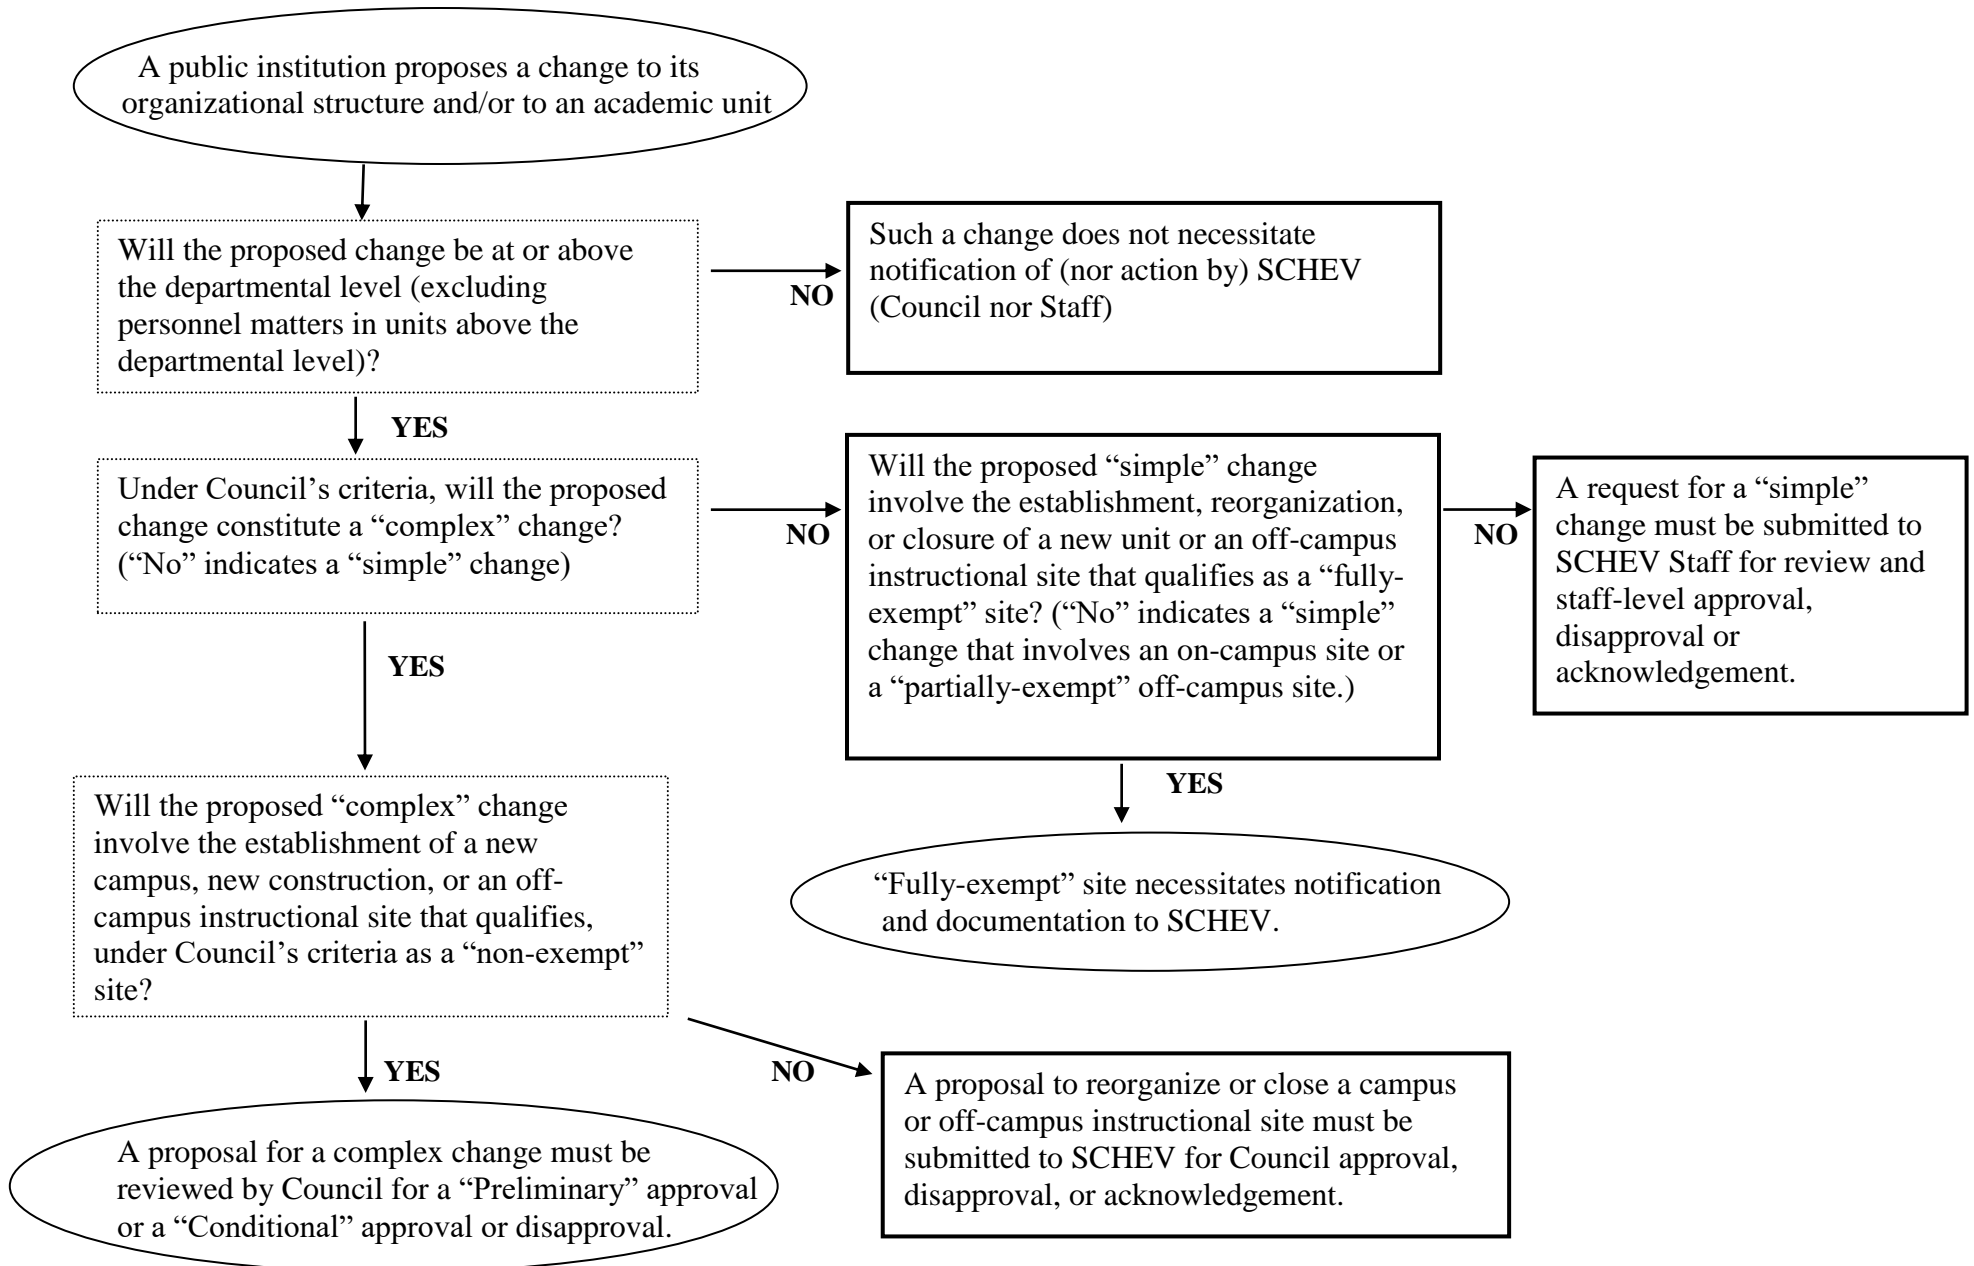 A public institution proposes a change to its
organizational structure and/or to an academic unit
Will the proposed change be at or above
the departmental level (excluding
personnel matters in units above the
departmental level)?
NO
Such a change does not necessitate
notification of (nor action by) SCHEV
(Council nor Staff)
YES
Under Council’s criteria, will the proposed
change constitute a “complex” change?
(“No” indicates a “simple” change)
NO
Will the proposed “simple” change
involve the establishment, reorganization,
or closure of a new unit or an off-campus
instructional site that qualifies as a “fully-
exempt” site? (“No” indicates a “simple”
change that involves an on-campus site or
a “partially-exempt” off-campus site.)
NO
A request for a “simple”
change must be submitted to
SCHEV Staff for review and
staff-level approval,
disapproval or
acknowledgement.
YES
YES
Will the proposed “complex” change
involve the establishment of a new
campus, new construction, or an off-
campus instructional site that qualifies,
under Council’s criteria as a “non-exempt”
site?
“Fully-exempt” site necessitates notification
and documentation to SCHEV.
YES
NO
A proposal for a complex change must be
reviewed by Council for a “Preliminary” approval
or a “Conditional” approval or disapproval.
A proposal to reorganize or close a campus
or off-campus instructional site must be
submitted to SCHEV for Council approval,
disapproval, or acknowledgement.